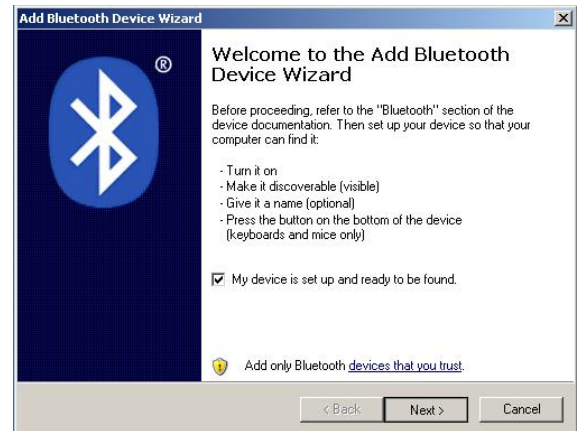 Add Bluetooth Device Wizard
®
Welcome to the Add Bluetooth
Device Wizard
Before proceeding, refer to the "Bluetooth" section of the
device documentation. Then set up your device so that your
computer can find it:
- Turn it on
- Make it discoverable (visible)
- Give it a name (optional)
- Press the button on the bottom of the device
(keyboards and mice only)
My device is set up and ready to be found.
Add only Bluetooth devices that you trust.
< Back Next > Cancel